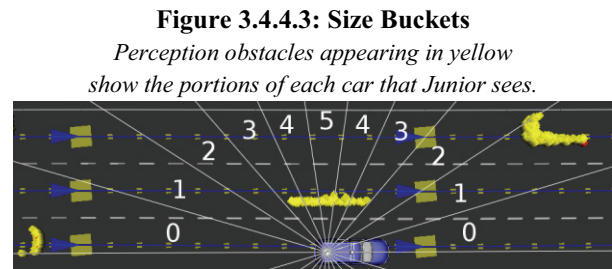 Figure 3.4.4.3: Size Buckets
Perception obstacles appearing in yellow
show the portions of each car that Junior sees.
3 4 5 4 3
2 2
1 1
0 0